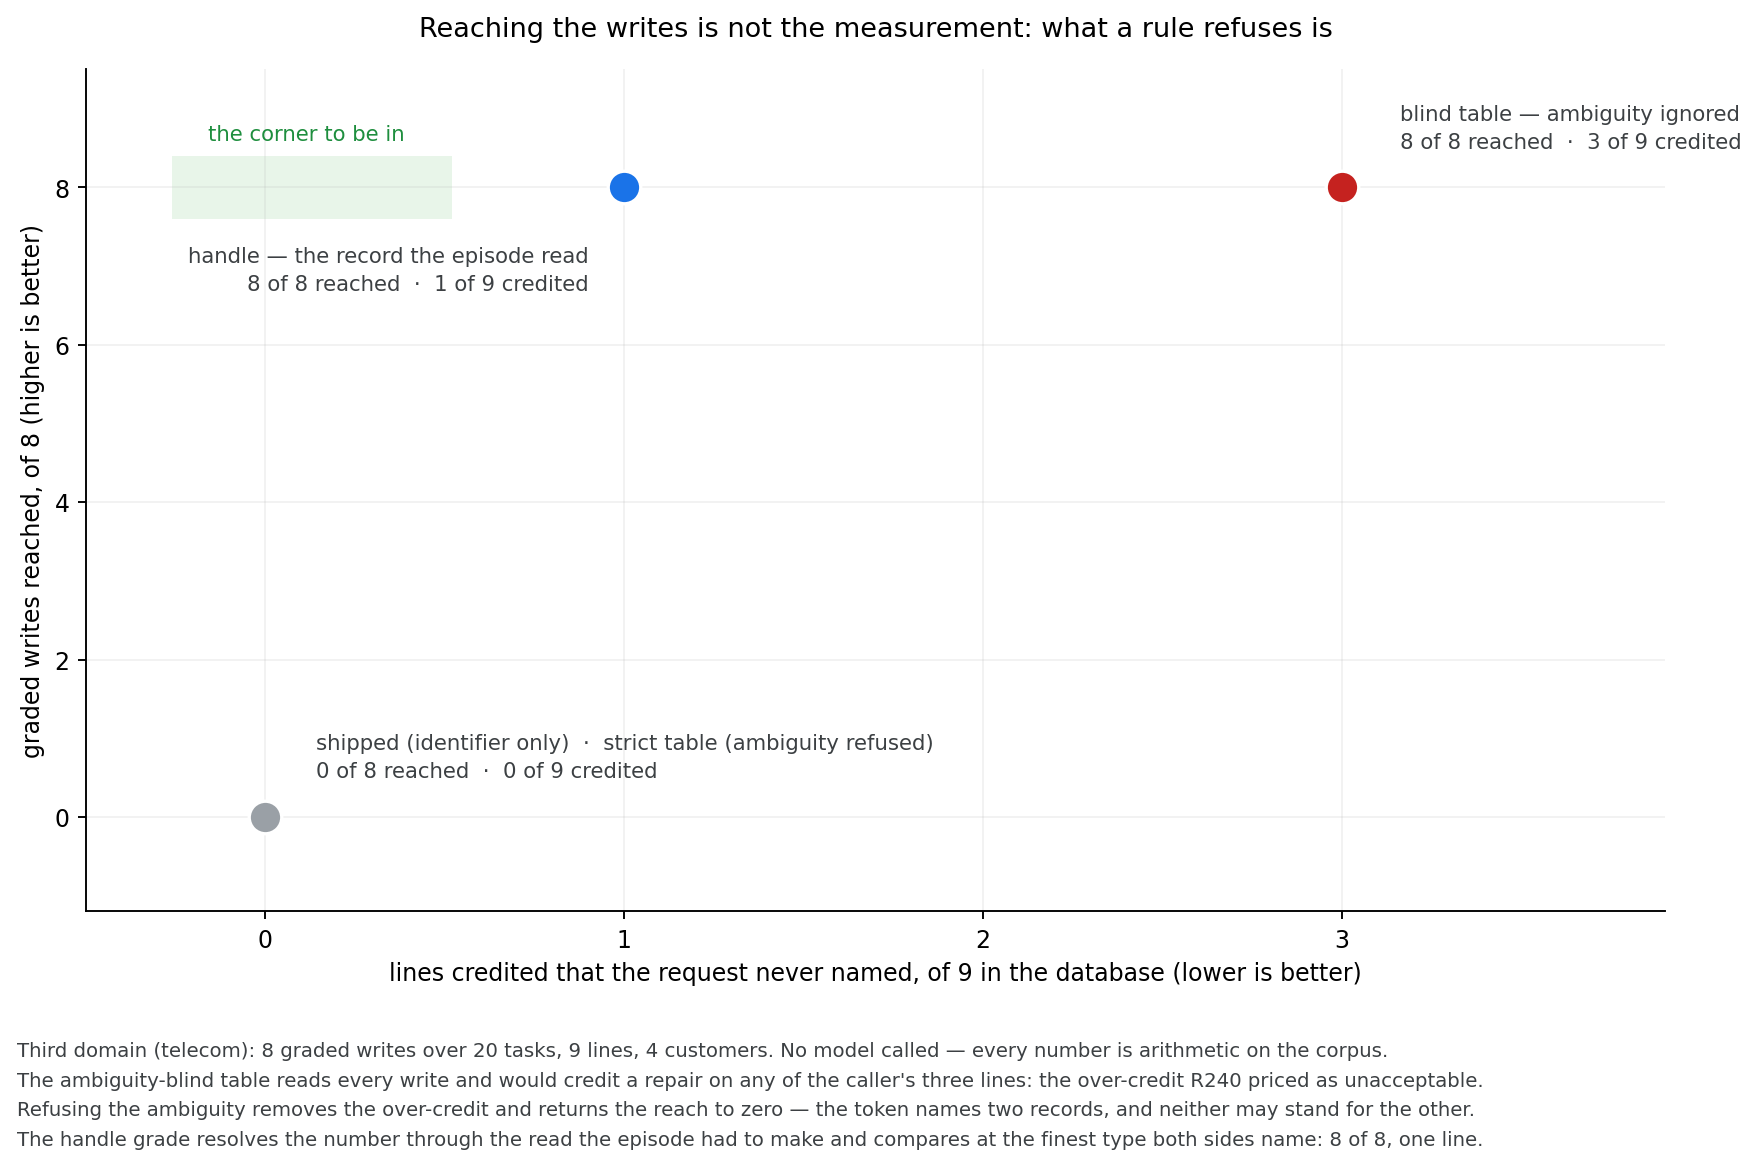 Reaching the writes is not the measurement: what a rule refuses is
blind table — ambiguity ignored
8 of 8 reached · 3 of 9 credited
the corner to be in
handle — the record the episode read
8 of 8 reached · 1 of 9 credited
shipped (identifier only) · strict table (ambiguity refused)
0 of 8 reached · 0 of 9 credited
graded writes reached, of 8 (higher is better)
8
6
4
2
0
0
1
2
3
lines credited that the request never named, of 9 in the database (lower is better)
Third domain (telecom): 8 graded writes over 20 tasks, 9 lines, 4 customers. No model called — every number is arithmetic on the corpus.
The ambiguity-blind table reads every write and would credit a repair on any of the caller's three lines: the over-credit R240 priced as unacceptable.
Refusing the ambiguity removes the over-credit and returns the reach to zero — the token names two records, and neither may stand for the other.
The handle grade resolves the number through the read the episode had to make and compares at the finest type both sides name: 8 of 8, one line.